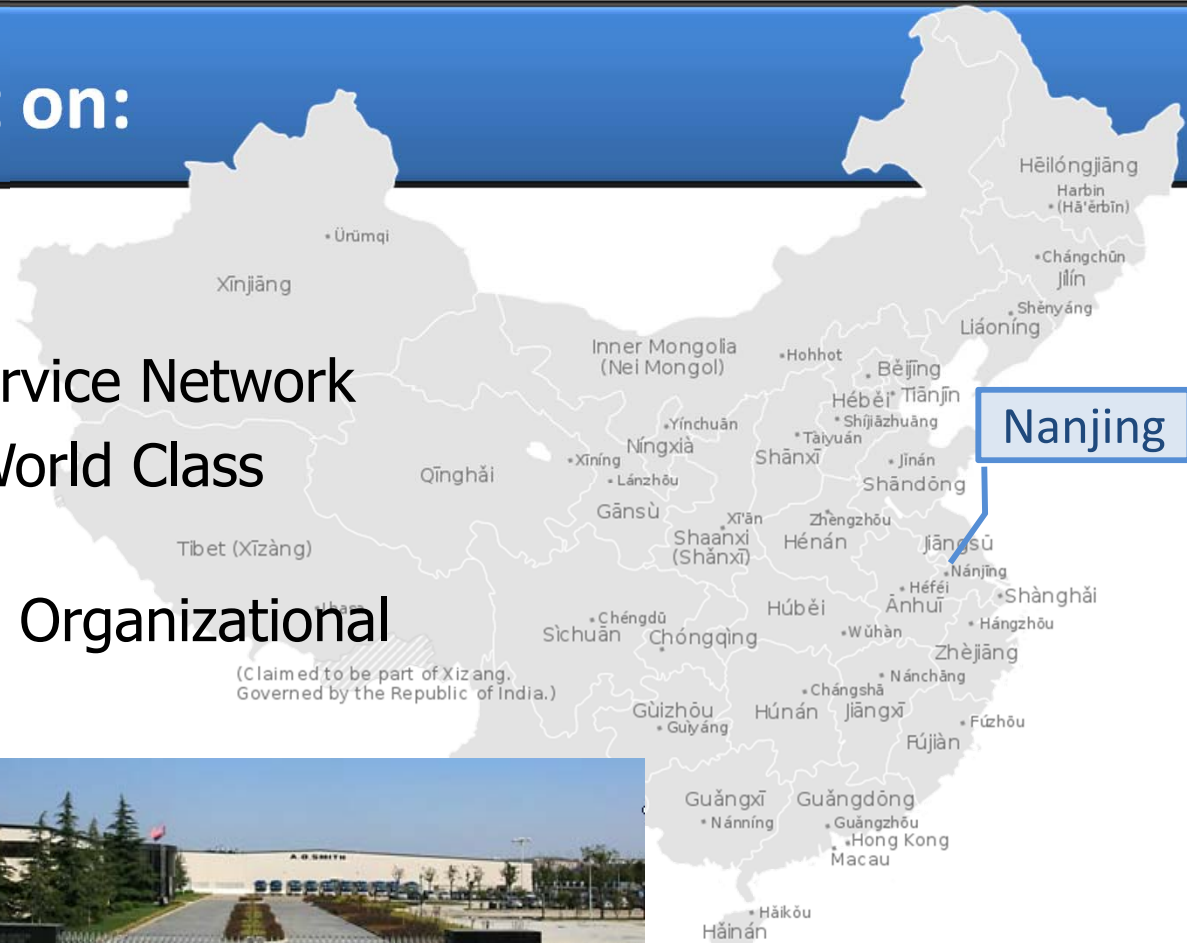 t on:
Hēilóngjiāng
Harbin
(Hā'ěrbīn)
Ürümqi
Chángchūn
Jílín
Xīnjiāng
Shěnyáng
Liáoníng
Inner Mongolia
(Nei Mongol)
Hohhot
Běijīng
Tiānjīn
Héběi
rvice Network
Shíjiāzhuāng
Nanjing
Yínchuān
Níngxià
Tàiyuán
Shānxī
World Class
Xīníng
Qīnghǎi
Lánzhōu
Jǐnán
Shāndōng
Gānsù
Xī'ān
Shaanxi
(Shǎnxī)
Zhèngzhōu
Hénán
Jiāngsū
Tibet (Xīzàng)
Nánjīng
Héféi
Ānhuī
Shànghǎi
Lhasa
Organizational
Chéngdū
Sìchuān
Chóngqìng
Húběi
Wǔhàn
Hángzhōu
Zhèjiāng
(Claimed to be part of Xizang.
Governed by the Republic of India.)
Nánchāng
Chángshā
Gùizhōu
Guìyáng
Húnán
Jiāngxī
Fúzhōu
Fújiàn
Guǎngxī
Nánníng
Guǎngdōng
Guǎngzhōu
Hong Kong
Macau
A.O.SMITH
Hǎikǒu
Hǎinán